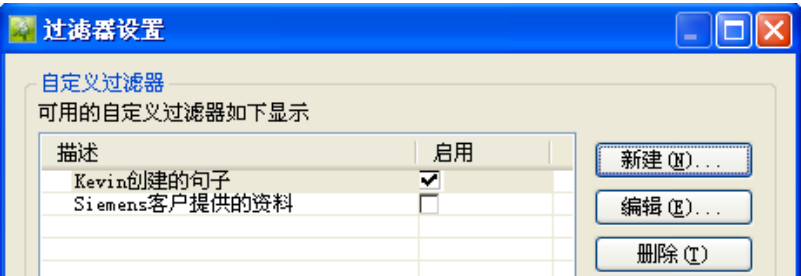 过滤器设置
自定义过滤器
可用的自定义过滤器如下显示
描述 启用
新建(N)...
Kevin创建的句子
Siemens客户提供的资料
编辑(E)...
删除(T)